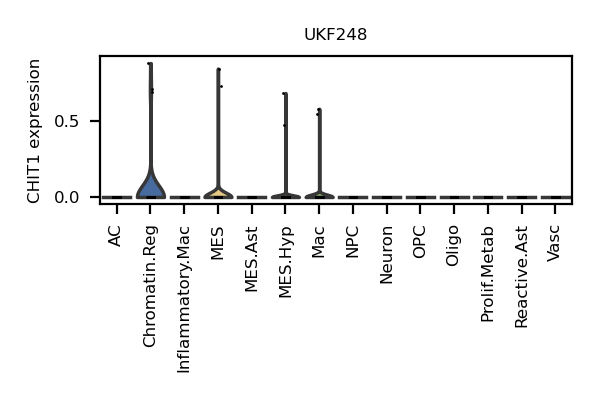 UKF248
CHIT1 expression
0.5
0.0
AC
Chromatin.Reg
Inflammatory.Mac
MES
MES.Ast
MES.Hyp
Mac
NPC
Neuron
OPC
Oligo
Prolif.Metab
Reactive.Ast
Vasc